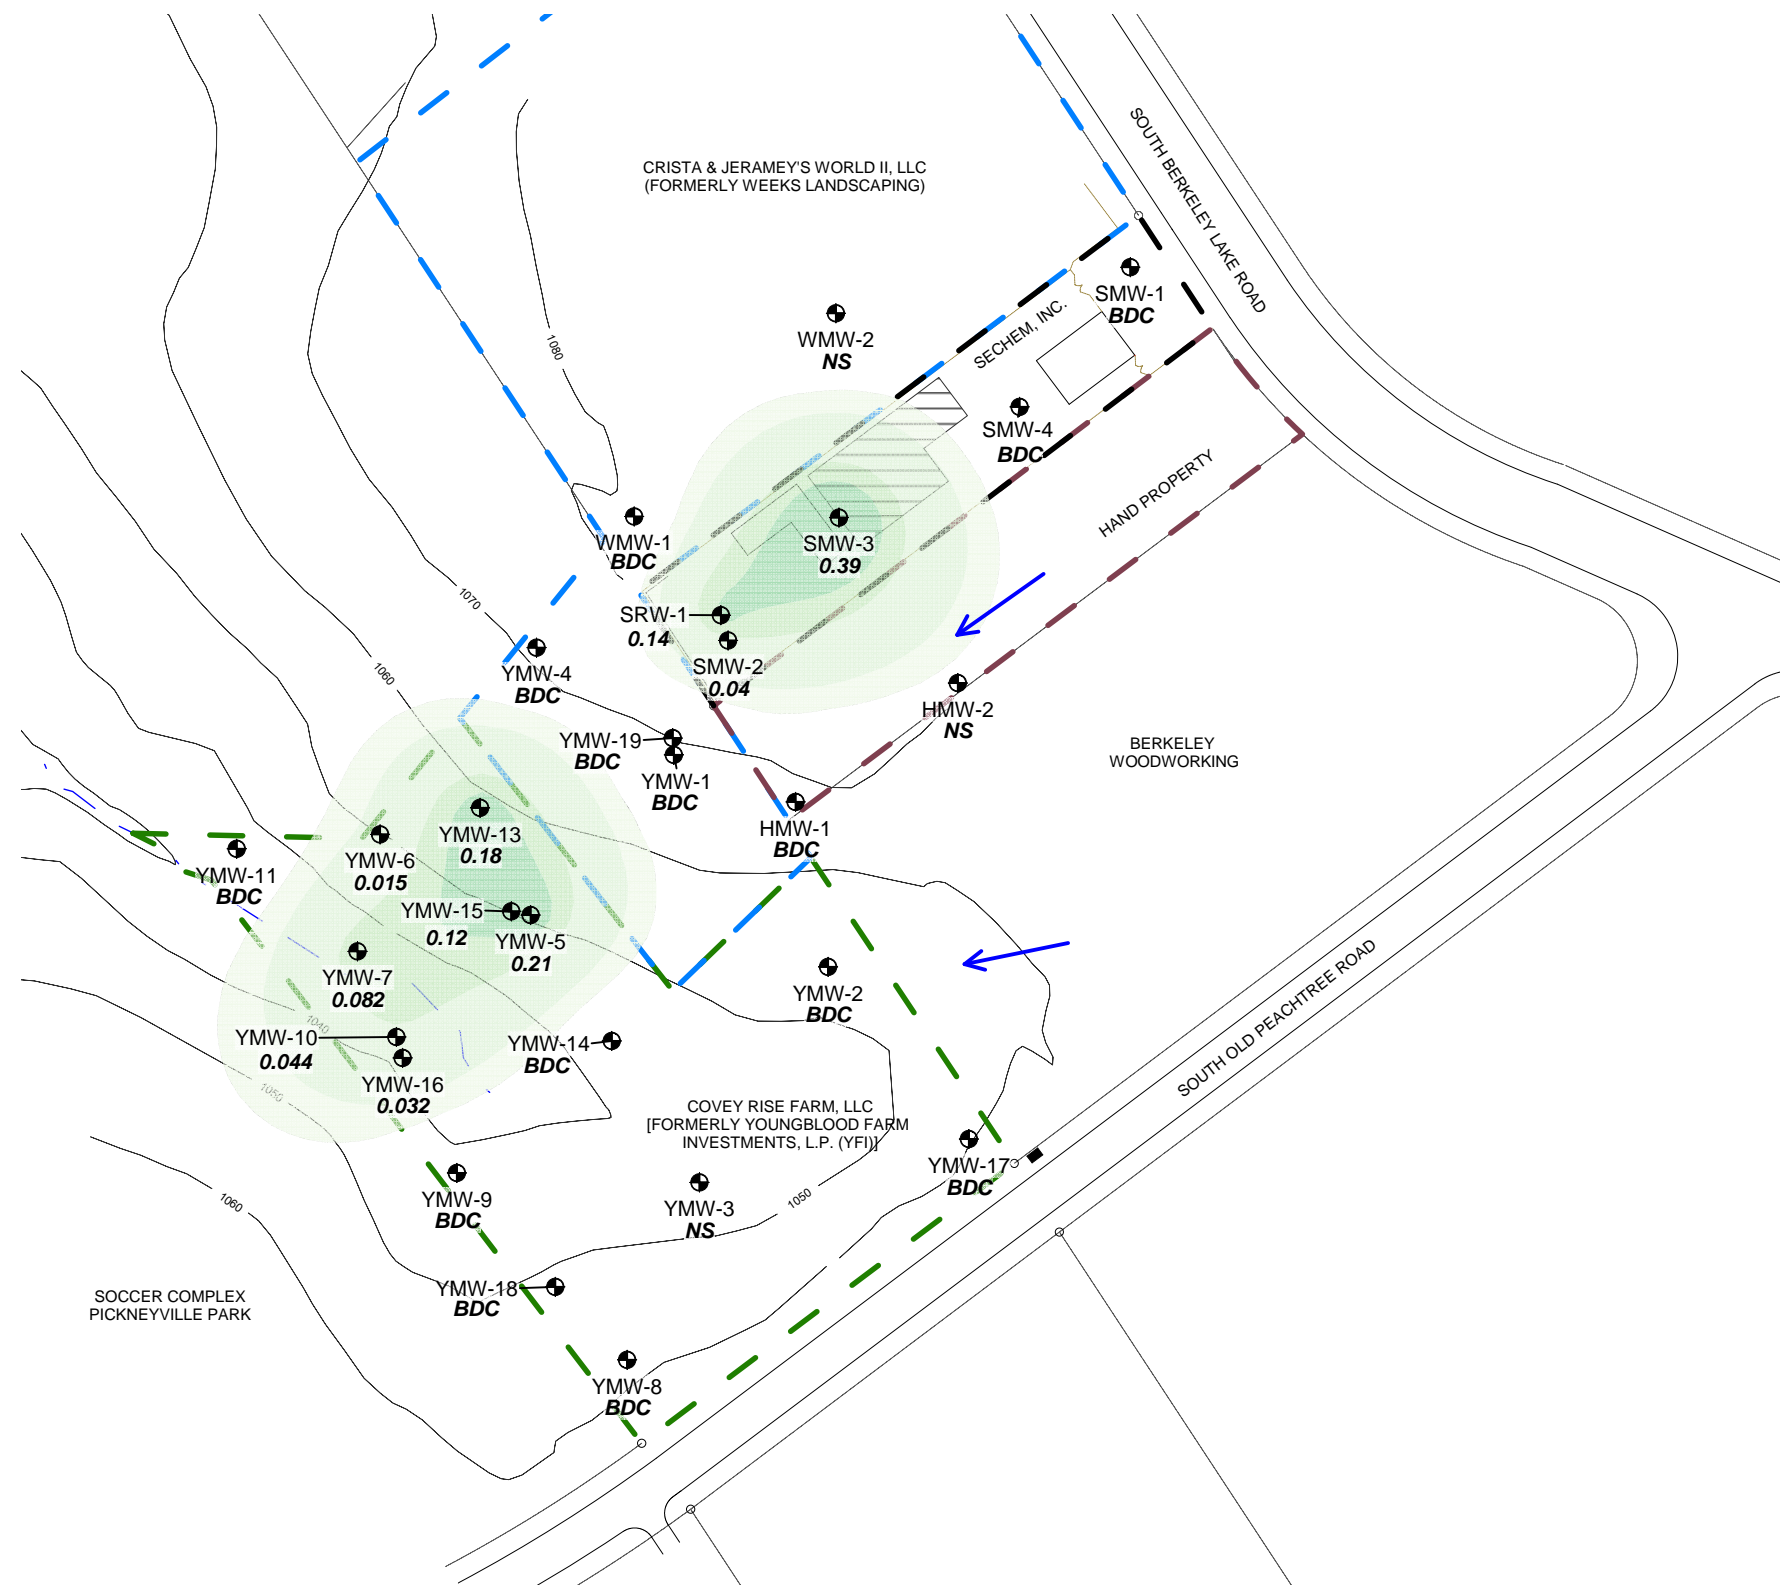 SOUTH BERKELEY LAKE ROAD
CRISTA & JERAMEY'S WORLD II, LLC
(FORMERLY WEEKS LANDSCAPING)
SMW-1
BDC
SECHEM, INC.
WMW-2
NS
1080
SMW-4
BDC
HAND PROPERTY
WMW-1
BDC
SMW-3
0.39
1070
SRW-1
0.14
SMW-2
0.04
1060
YMW-4
BDC
HMW-2
NS
YMW-19
BDC
YMW-1
BDC
BERKELEY
WOODWORKING
HMW-1
BDC
YMW-13
0.18
YMW-6
0.015
YMW-11
BDC
YMW-15
0.12
YMW-5
0.21
YMW-7
0.082
YMW-2
BDC
SOUTH OLD PEACHTREE ROAD
1040
YMW-10
0.044
YMW-14
BDC
1050
YMW-16
0.032
COVEY RISE FARM, LLC
[FORMERLY YOUNGBLOOD FARM
INVESTMENTS, L.P. (YFI)]
YMW-17
BDC
YMW-9
BDC
YMW-3
NS
1050
1060
YMW-18
BDC
SOCCER COMPLEX
PICKNEYVILLE PARK
YMW-8
BDC